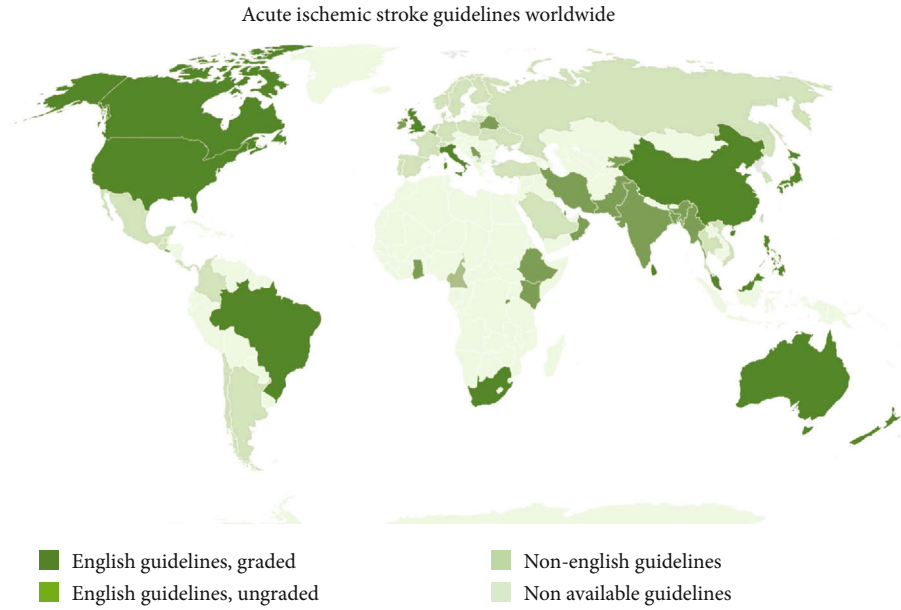 Acute ischemic stroke guidelines worldwide
English guidelines, graded
English guidelines, ungraded
Non-english guidelines
Non available guidelines